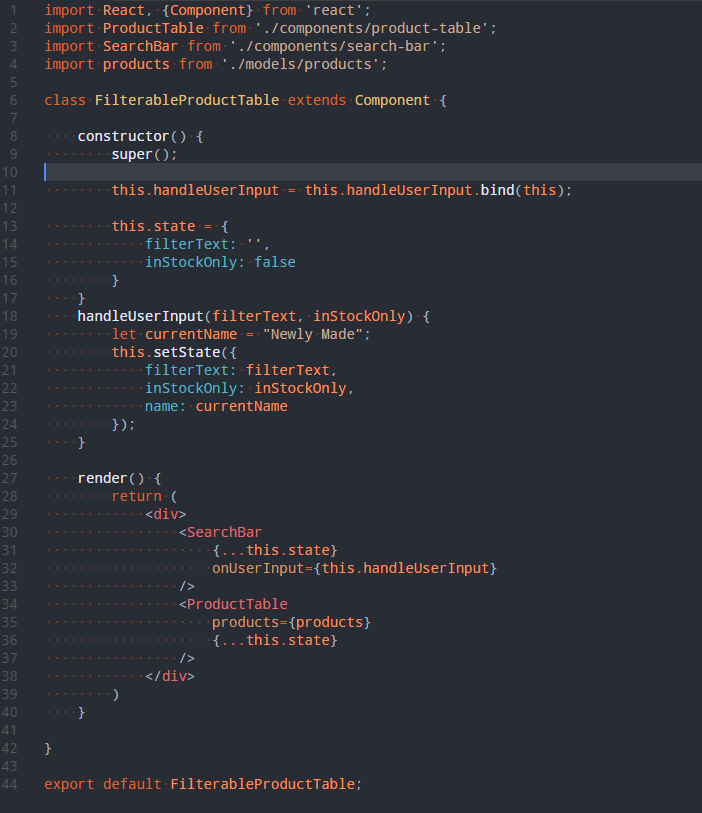 1 import React, {Component} from 'react';
2 import ProductTable from './components/product-table';
3 import SearchBar from './components/search-bar';
4 import products from './models/products';
5
6 class FilterableProductTable extends Component {
7
8     constructor() {
9         super();
10
11         this.handleUserInput = this.handleUserInput.bind(this);
12
13         this.state = {
14             filterText: '',
15             inStockOnly: false
16         }
17     }
18     handleUserInput(filterText, inStockOnly) {
19         let currentName = "Newly Made";
20         this.setState({
21             filterText: filterText,
22             inStockOnly: inStockOnly,
23             name: currentName
24         });
25     }
26
27     render() {
28         return (
29             <div>
30                 <SearchBar
31                     {...this.state}
32                     onUserInput={this.handleUserInput}
33                 />
34                 <ProductTable
35                     products={products}
36                     {...this.state}
37                 />
38             </div>
39         )
40     }
41
42 }
43
44 export default FilterableProductTable;